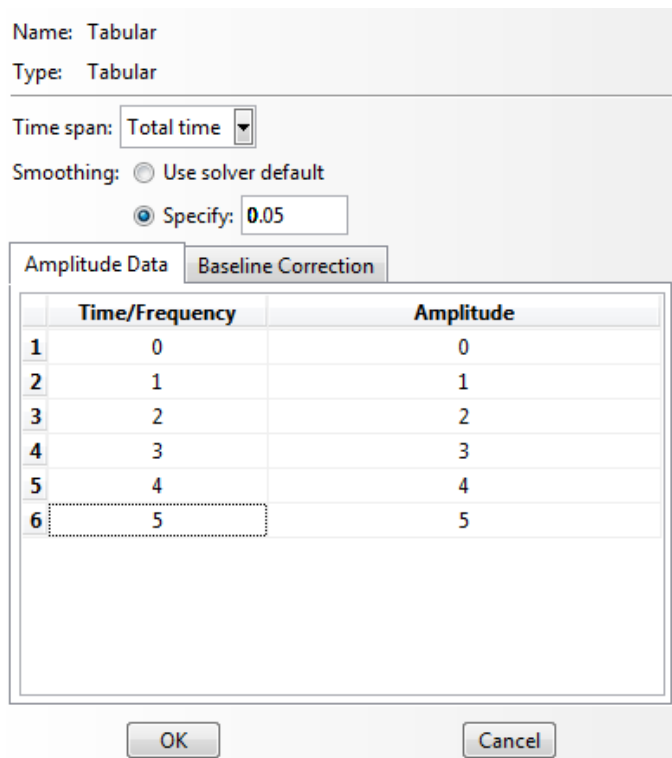 Name: Tabular
Type: Tabular
Time span: Total time
Smoothing: Use solver default
Specify: 0.05
Amplitude Data Baseline Correction
Time/Frequency Amplitude
1 0 0
2 1 1
3 2 2
4 3 3
5 4 4
6 5 5
OK Cancel